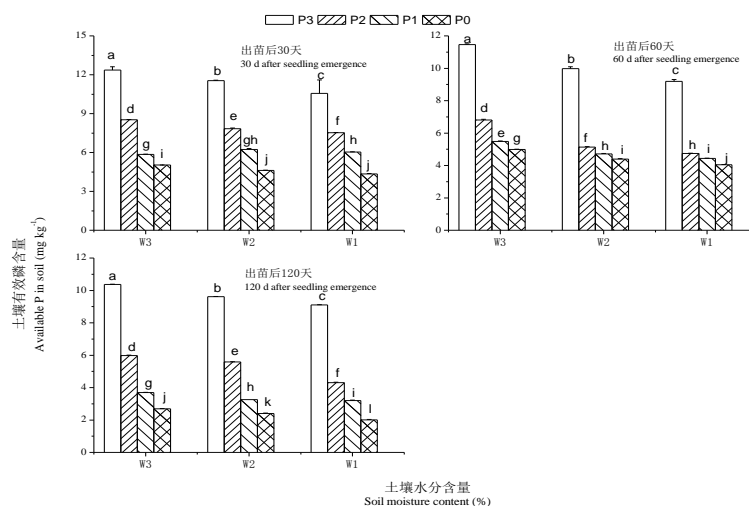 P3 P2 P1 P0
土壤有效磷含量
Available P in soil (mg kg-1)
出苗后30天
30 d after seedling emergence
15
12
9
6
3
0
a
d
g
i
b
e
gh
j
c
f
h
j
W3 W2 W1
出苗后60天
60 d after seedling emergence
12
10
8
6
4
2
0
a
d
e
g
b
f
h
i
c
h
i
j
W3 W2 W1
出苗后120天
120 d after seedling emergence
12
10
8
6
4
2
0
a
d
g
j
b
e
h
k
c
f
i
l
W3 W2 W1
土壤水分含量
Soil moisture content (%)